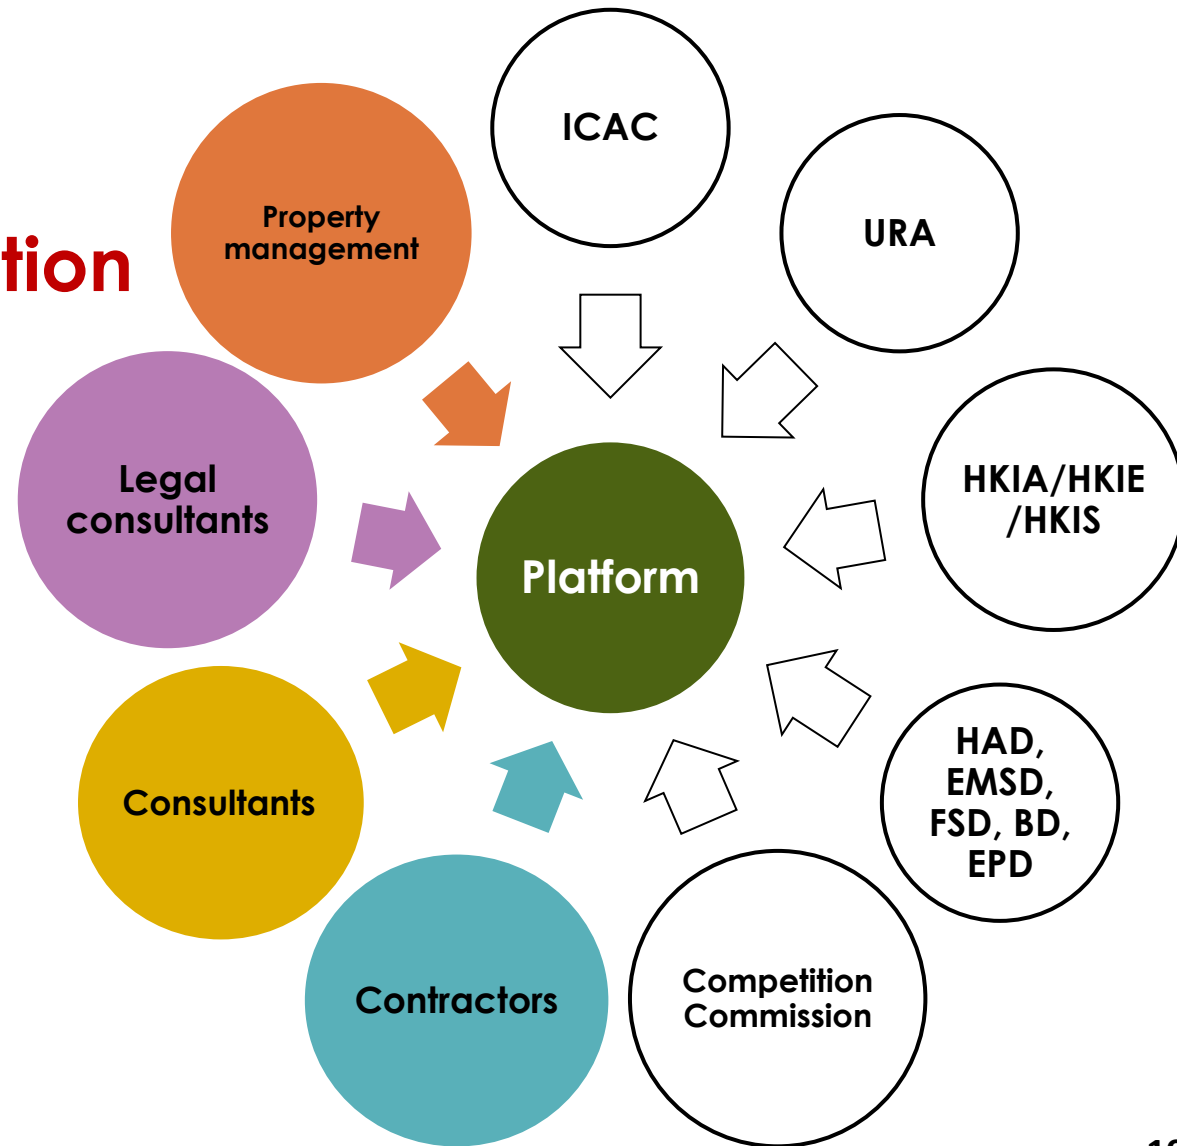 ICAC
Property
management
URA
tion
Legal
consultants
HKIA/HKIE
/HKIS
Platform
HAD,
EMSD,
FSD, BD,
EPD
Consultants
Competition
Commission
Contractors